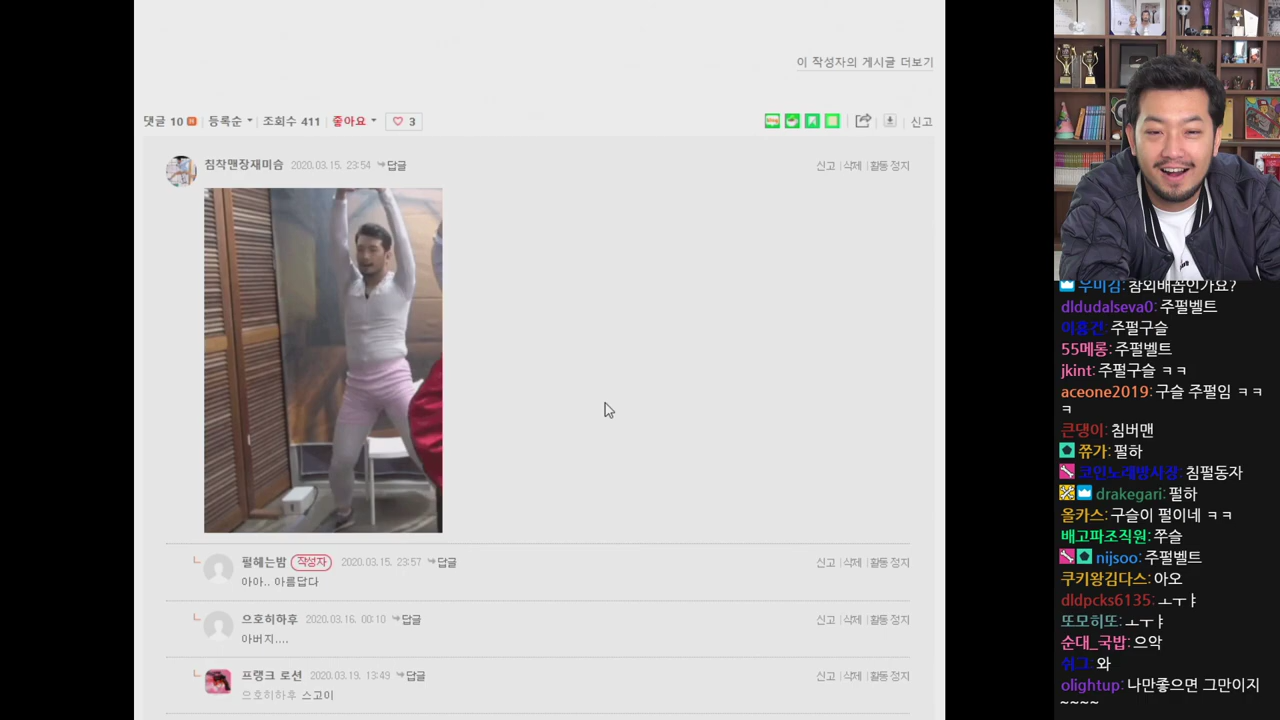 이 작성자의 게시글 더보기
댓글 10 등록순 조회수 411 좋아요 3 신고
침착맨장재미슴 2020.03.15. 23:54 답글 신고 삭제 활동정지
펄헤는밤 작성자 2020.03.15. 23:57 답글 신고 삭제 활동정지
아아.. 아름답다
으호히하후 2020.03.16. 00:10 답글 신고 삭제 활동정지
아버지....
프랭크 로션 2020.03.19. 13:49 답글 신고 삭제 활동정지
으호히하후 스고이
우미김: 참외배꼽인가요?
dldudalseva0: 주펄벨트
이흥건: 주펄구슬
55메롱: 주펄벨트
jkint: 주펄구슬 ㅋㅋ
aceone2019: 구슬 주펄임 ㅋㅋ
ㅋ
큰댕이: 침버맨
쮸가: 펄하
코인노래방사장: 침펄동자
drakegari: 펄하
올카스: 구슬이 펄이네 ㅋㅋ
배고파조직원: 쭈슬
nijsoo: 주펄벨트
쿠키왕김다스: 아오
dldpcks6135: ㅗㅜㅑ
또모히또: ㅗㅜㅑ
순대_국밥: 으악
쉬그: 와
olightup: 나만좋으면 그만이지
~~~~